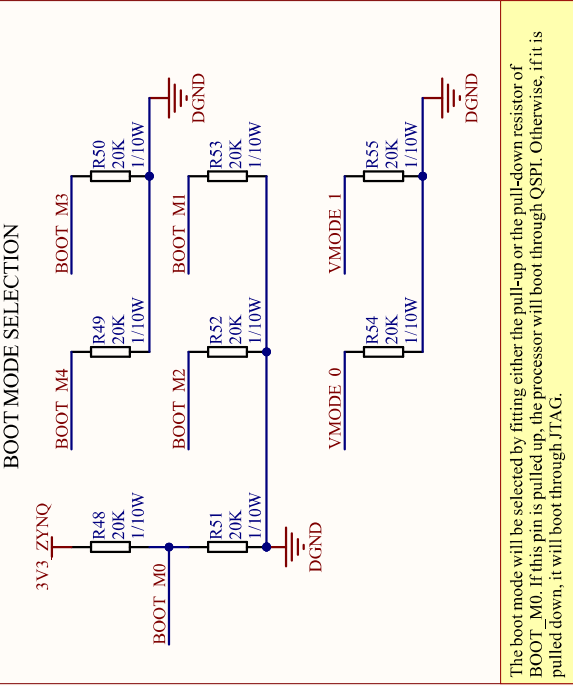 BOOT MODE SELECTION
3V3_ZYNQ
R48
20K
1/10W
BOOT_M0
R51
20K
1/10W
DGND
BOOT_M4
R49
20K
1/10W
BOOT_M3
R50
20K
1/10W
DGND
BOOT_M2
R52
20K
1/10W
BOOT_M1
R53
20K
1/10W
VMODE_0
R54
20K
1/10W
VMODE_1
R55
20K
1/10W
DGND
The boot mode will be selected by fitting either the pull-up or the pull-down resistor of
BOOT_M0. If this pin is pulled up, the processor will boot through QSPI. Otherwise, if it is
pulled down, it will boot through JTAG.